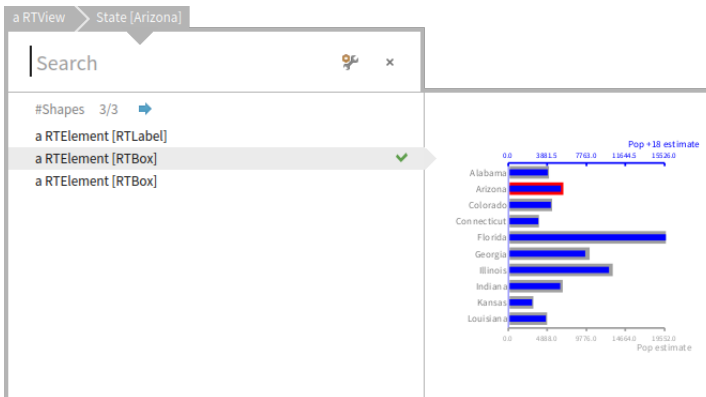 a RTView State [Arizona]
Search
#Shapes 3/3
a RTElement [RTLabel]
a RTElement [RTBox]
a RTElement [RTBox]
Pop +18 estimate
0.0 3881.5 7763.0 11644.5 15526.0
Alabama
Arizona
Colorado
Connecticut
Florida
Georgia
Illinois
Indiana
Kansas
Louisiana
0.0 4888.0 9776.0 14664.0 19552.0
Pop estimate